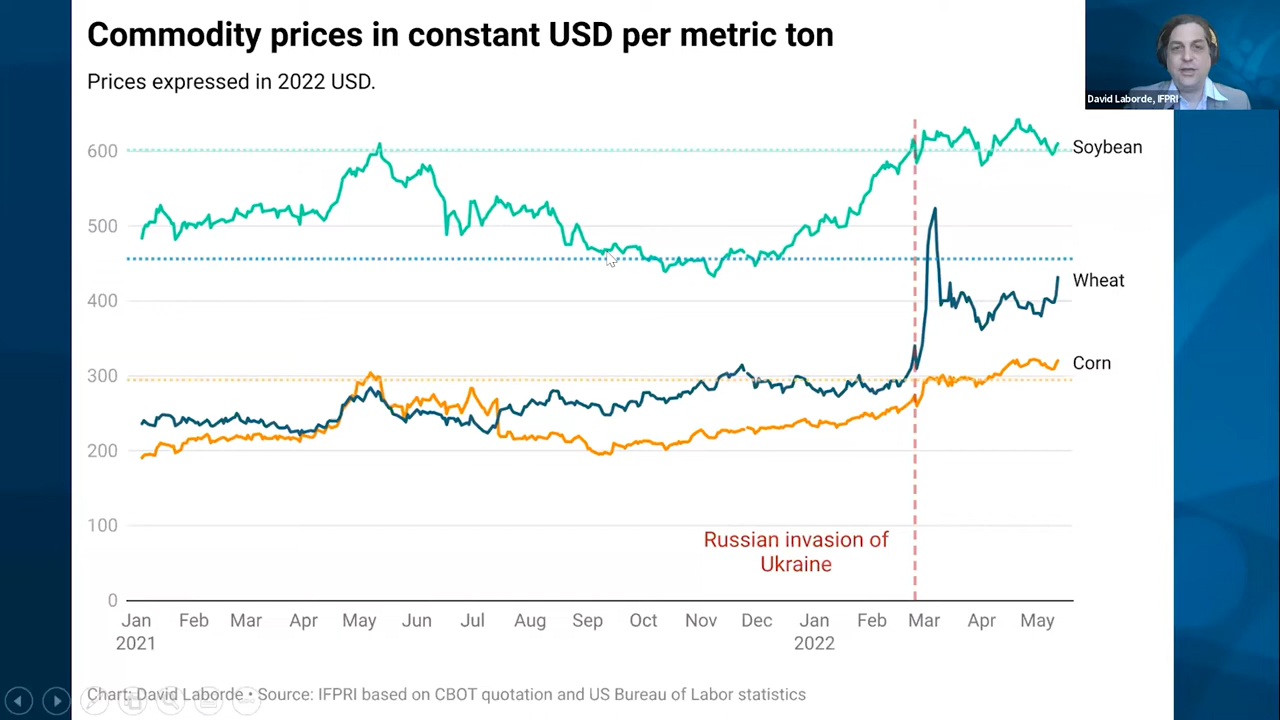 Commodity prices in constant USD per metric ton
Prices expressed in 2022 USD.
David Laborde, IFPRI
600
500
400
300
200
100
0
Soybean
Wheat
Corn
Russian invasion of
Ukraine
Jan Feb Mar Apr May Jun Jul Aug Sep Oct Nov Dec Jan Feb Mar Apr May
2021 2022
Chart: David Laborde • Source: IFPRI based on CBOT quotation and US Bureau of Labor statistics